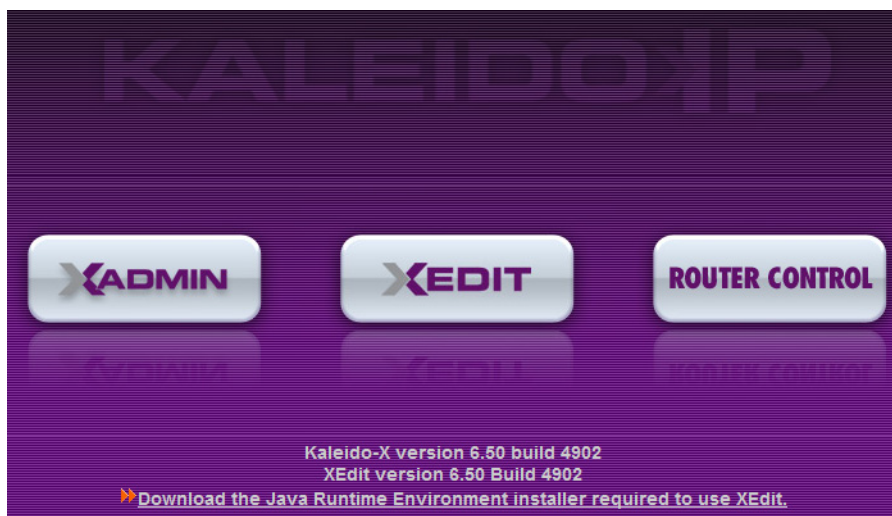 KALEIDO
XADMIN XEDIT ROUTER CONTROL
Kaleido-X version 6.50 build 4902
XEdit version 6.50 Build 4902
Download the Java Runtime Environment installer required to use XEdit.